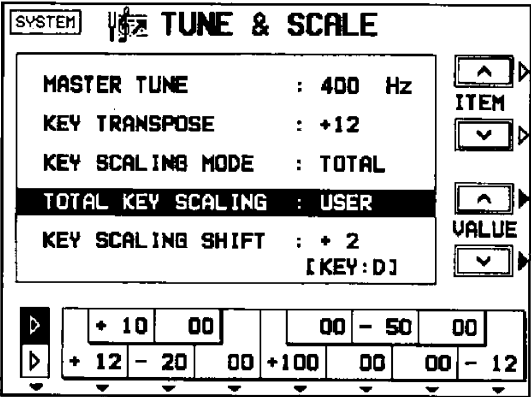 SYSTEM TUNE & SCALE
MASTER TUNE : 400 Hz
KEY TRANSPOSE : +12
KEY SCALING MODE : TOTAL
TOTAL KEY SCALING : USER
KEY SCALING SHIFT : + 2
[KEY:D]
ITEM
VALUE
+ 10 00 00 - 50 00
+ 12 - 20 00 +100 00 00 - 12